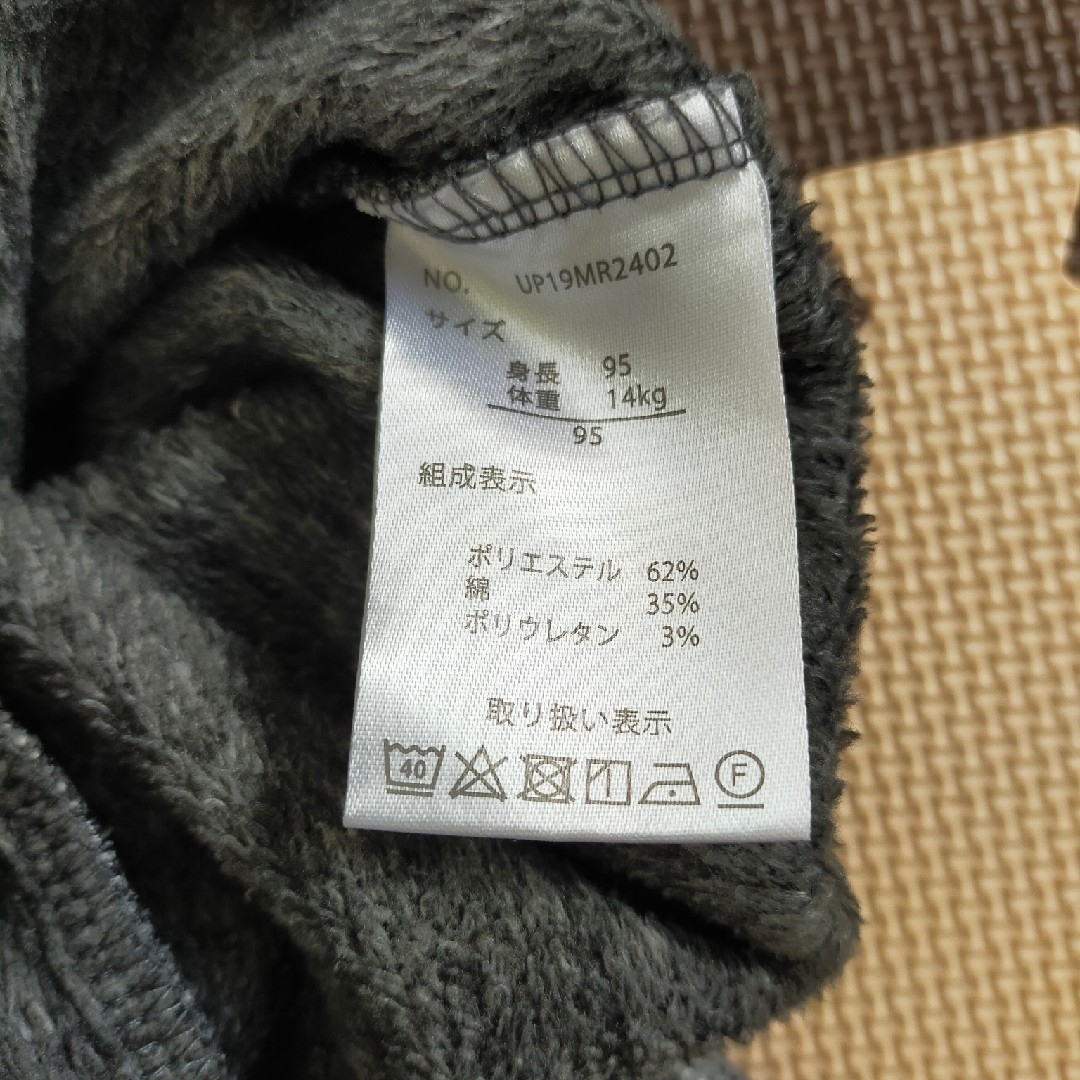 NO. UP19MR2402
サイズ
身長 95
体重 14kg
95
組成表示
ポリエステル 62%
綿 35%
ポリウレタン 3%
取り扱い表示
40 F